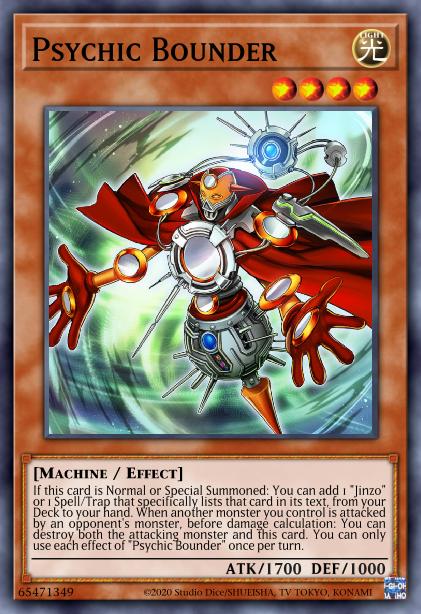 PSYCHIC BOUNDER
LIGHT
光
[MACHINE / EFFECT]
If this card is Normal or Special Summoned: You can add 1 "Jinzo"
or 1 Spell/Trap that specifically lists that card in its text, from your
Deck to your hand. When another monster you control is attacked
by an opponent's monster, before damage calculation: You can
destroy both the attacking monster and this card. You can only
use each effect of "Psychic Bounder" once per turn.
ATK/1700 DEF/1000
65471349
©2020 Studio Dice/SHUEISHA, TV TOKYO, KONAMI